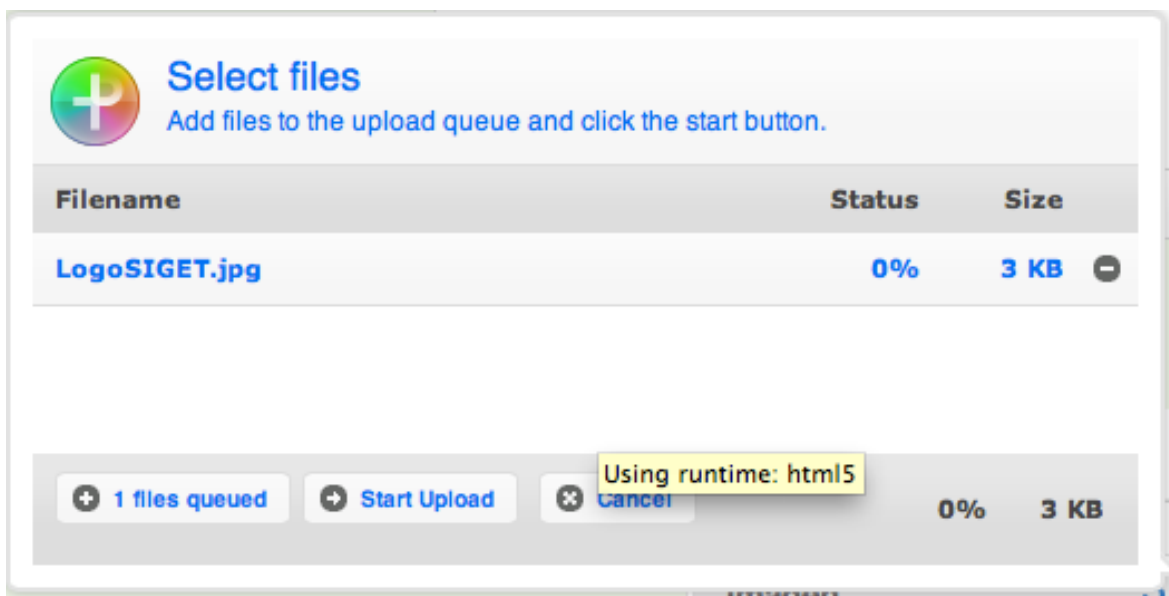 Select files
Add files to the upload queue and click the start button.
Filename Status Size
LogoSIGET.jpg 0% 3 KB
Using runtime: html5
1 files queued Start Upload Cancel 0% 3 KB